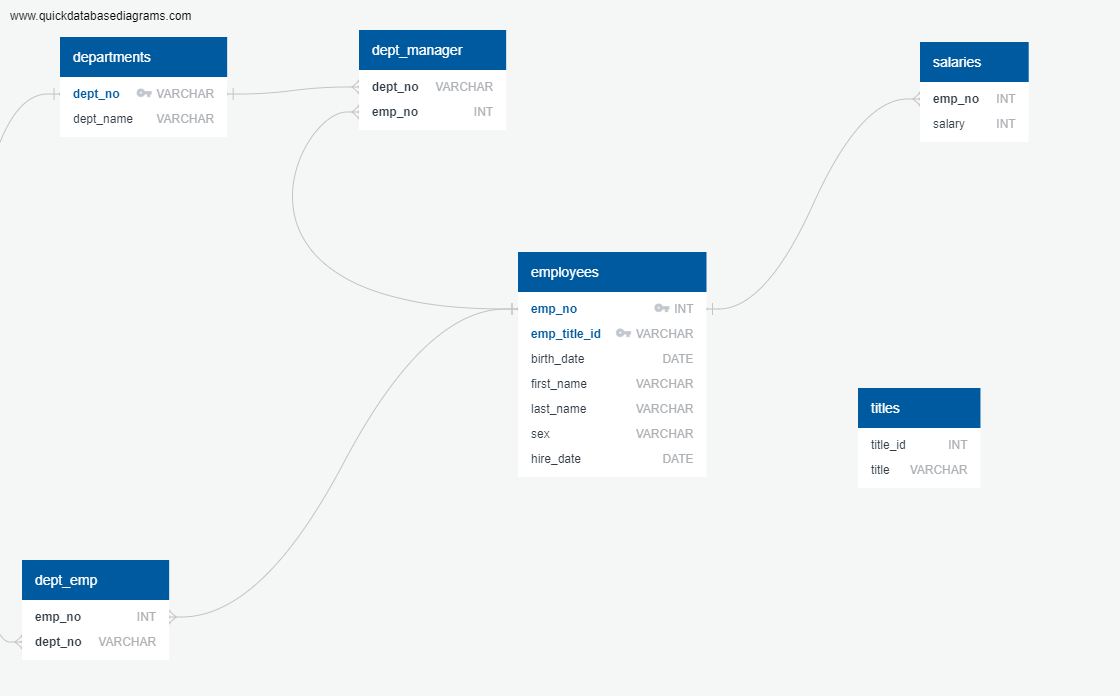 www.quickdatabasediagrams.com
departments
dept_no VARCHAR
dept_name VARCHAR
dept_manager
dept_no VARCHAR
emp_no INT
salaries
emp_no INT
salary INT
employees
emp_no INT
emp_title_id VARCHAR
birth_date DATE
first_name VARCHAR
last_name VARCHAR
sex VARCHAR
hire_date DATE
titles
title_id INT
title VARCHAR
dept_emp
emp_no INT
dept_no VARCHAR